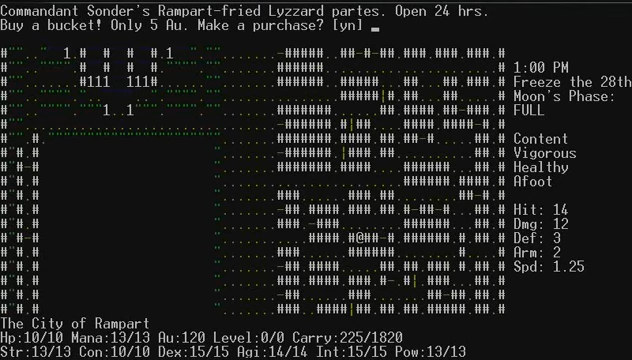 Commandant Sonder's Rampart-fried Lyzzard partes. Open 24 hrs.
Buy a bucket! Only 5 Au. Make a purchase? [yn]
1:00 PM
Freeze the 28th
Moon's Phase:
FULL
Content
Vigorous
Healthy
Afoot
Hit: 14
Dmg: 12
Def: 3
Arm: 2
Spd: 1.25
The City of Rampart
Hp:10/10 Mana:13/13 Au:120 Level:0/0 Carry:225/1820
Str:13/13 Con:10/10 Dex:15/15 Agi:14/14 Int:15/15 Pow:13/13